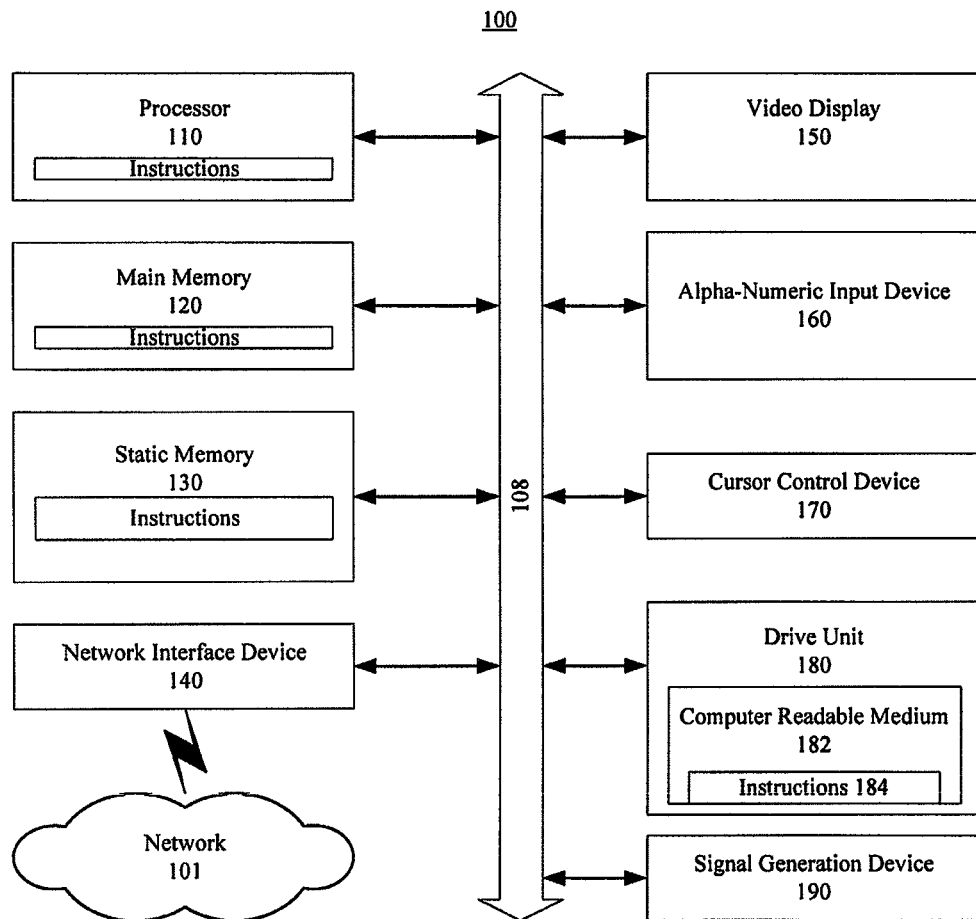 100
Processor
110
Instructions
Main Memory
120
Instructions
Static Memory
130
Instructions
Network Interface Device
140
Network
101
108
Video Display
150
Alpha-Numeric Input Device
160
Cursor Control Device
170
Drive Unit
180
Computer Readable Medium
182
Instructions 184
Signal Generation Device
190